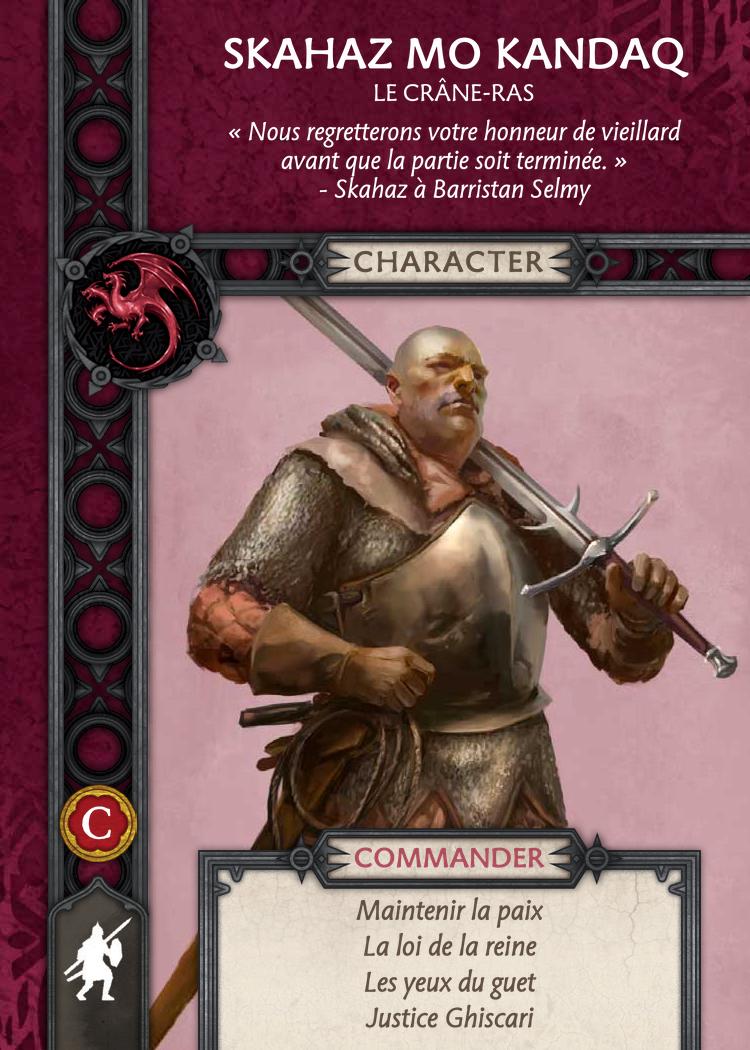 SKAHAZ MO KANDAQ
LE CRÂNE-RAS
« Nous regretterons votre honneur de vieillard
avant que la partie soit terminée. »
- Skahaz à Barristan Selmy
CHARACTER
C
COMMANDER
Maintenir la paix
La loi de la reine
Les yeux du guet
Justice Ghiscari